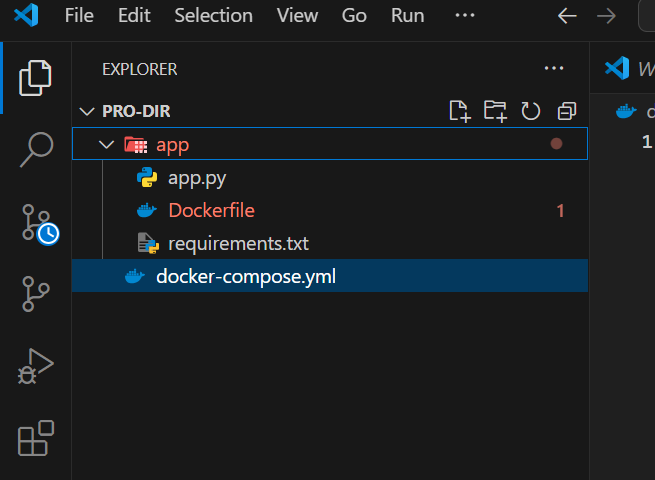 File Edit Selection View Go Run ···
EXPLORER ···
PRO-DIR
app
app.py
Dockerfile 1
requirements.txt
docker-compose.yml
W
d
1